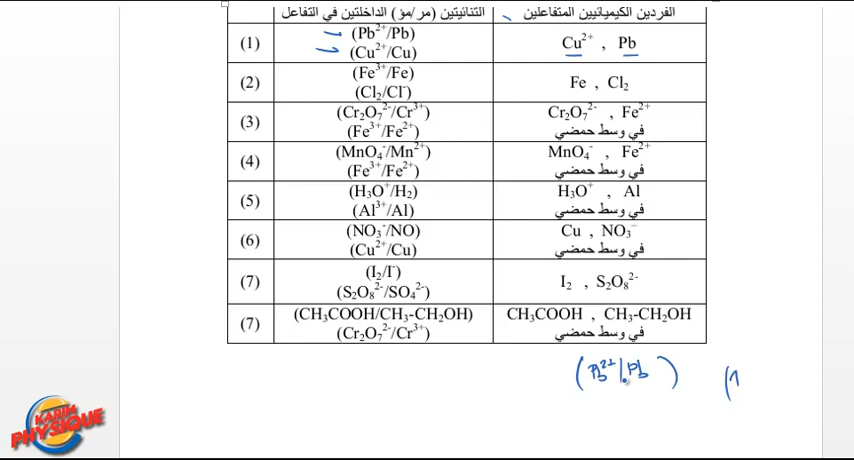 الفردين الكيميائيين المتفاعلين | الثنائيتين (مر/مؤ) الداخلتين في التفاعل
Cu²⁺ , Pb | (Pb²⁺/Pb) | (1)
(Cu²⁺/Cu)
Fe , Cl₂ | (Fe³⁺/Fe) | (2)
(Cl₂/Cl⁻)
Cr₂O₇²⁻ , Fe²⁺ | (Cr₂O₇²⁻/Cr³⁺) | (3)
في وسط حمضي | (Fe³⁺/Fe²⁺)
MnO₄⁻ , Fe²⁺ | (MnO₄⁻/Mn²⁺) | (4)
في وسط حمضي | (Fe³⁺/Fe²⁺)
H₃O⁺ , Al | (H₃O⁺/H₂) | (5)
في وسط حمضي | (Al³⁺/Al)
Cu , NO₃⁻ | (NO₃⁻/NO) | (6)
في وسط حمضي | (Cu²⁺/Cu)
I₂ , S₂O₈²⁻ | (I₂/I⁻) | (7)
(S₂O₈²⁻/SO₄²⁻)
CH₃COOH , CH₃-CH₂OH | (CH₃COOH/CH₃-CH₂OH) | (7)
في وسط حمضي | (Cr₂O₇²⁻/Cr³⁺)
(1 (Pb²⁺/Pb)
KARIM
PHYSIQUE